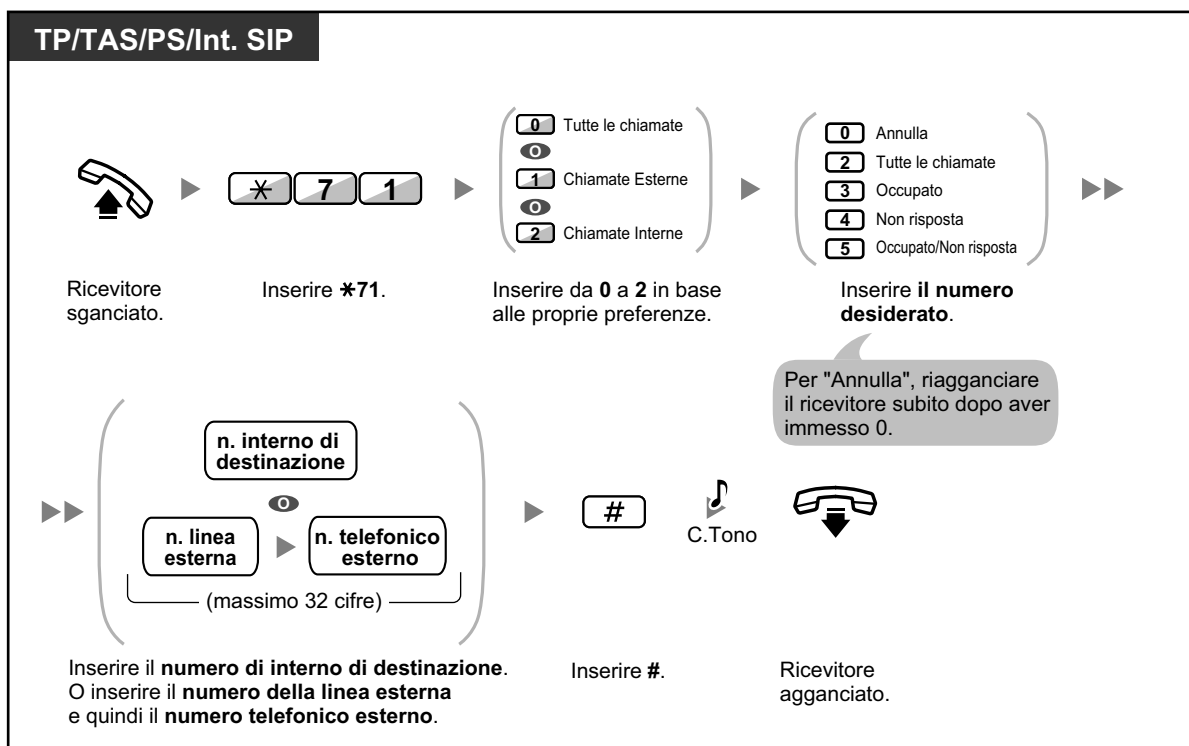 TP/TAS/PS/Int. SIP
0 Tutte le chiamate
O
1 Chiamate Esterne
O
2 Chiamate Interne
0 Annulla
2 Tutte le chiamate
3 Occupato
4 Non risposta
5 Occupato/Non risposta
* 7 1
Ricevitore
sganciato.
Inserire *71.
Inserire da 0 a 2 in base
alle proprie preferenze.
Inserire il numero
desiderato.
Per "Annulla", riagganciare
il ricevitore subito dopo aver
immesso 0.
n. interno di
destinazione
O
n. linea
esterna
n. telefonico
esterno
(massimo 32 cifre)
#
C.Tono
Inserire il numero di interno di destinazione.
O inserire il numero della linea esterna
e quindi il numero telefonico esterno.
Inserire #.
Ricevitore
agganciato.